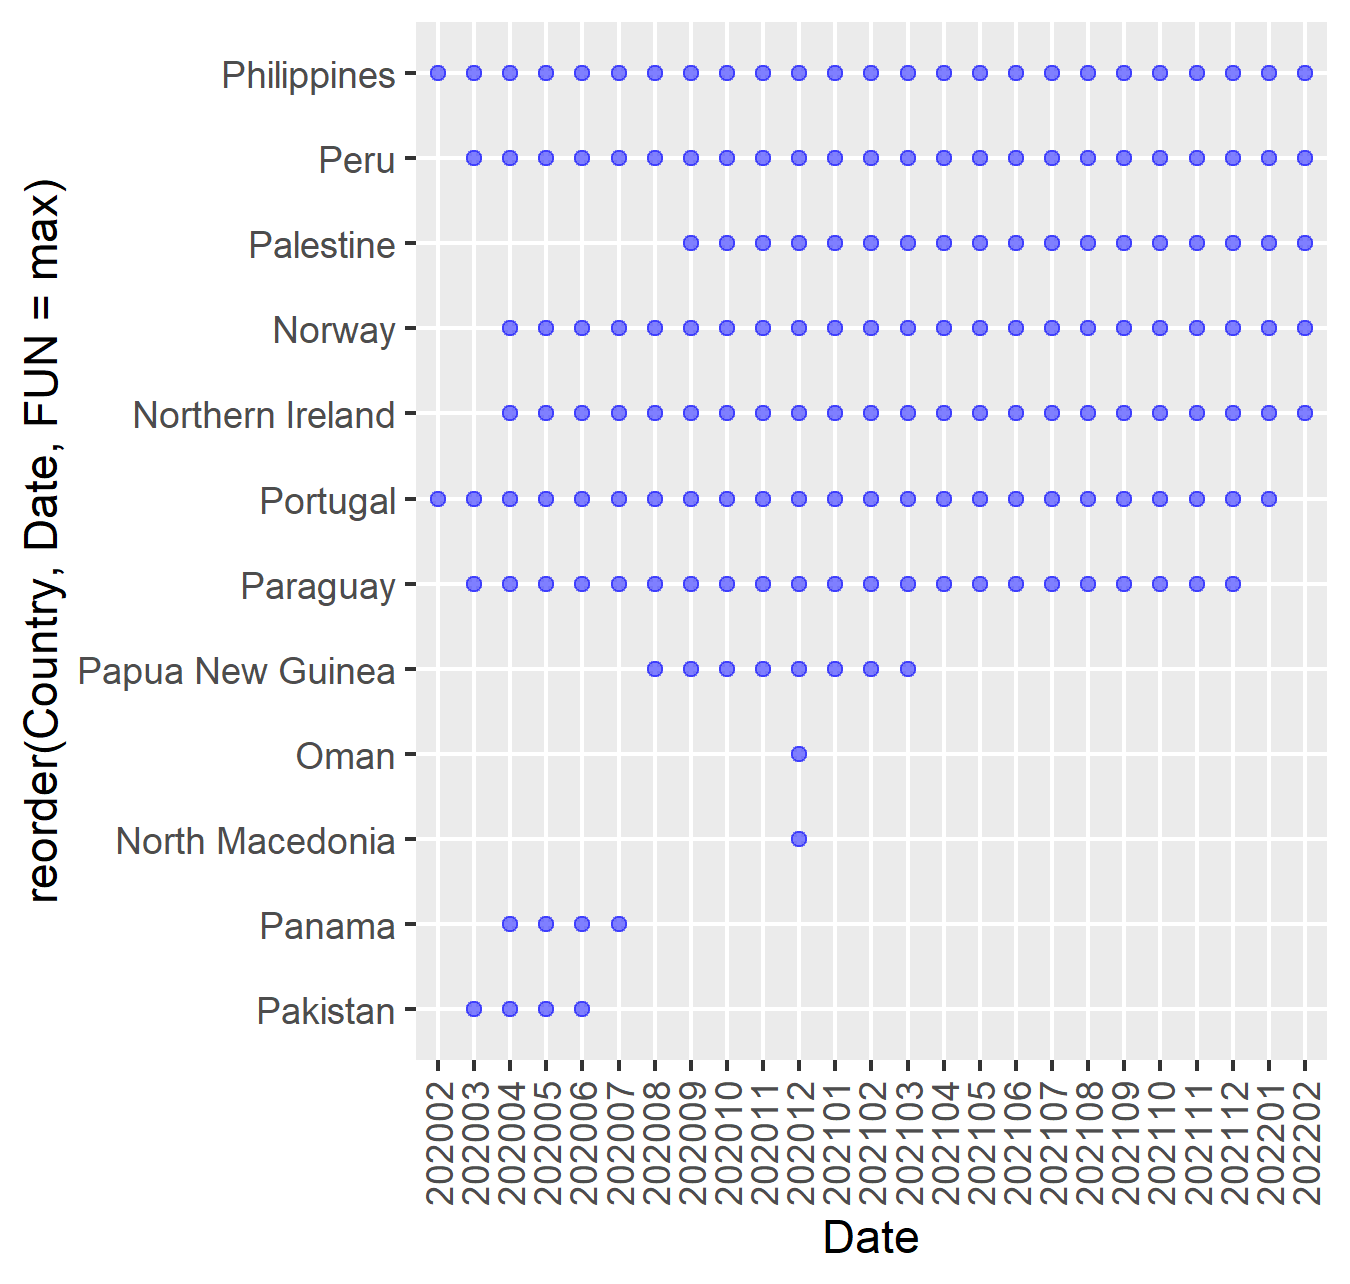 reorder(Country, Date, FUN = max)
Philippines
Peru
Palestine
Norway
Northern Ireland
Portugal
Paraguay
Papua New Guinea
Oman
North Macedonia
Panama
Pakistan
202002
202003
202004
202005
202006
202007
202008
202009
202010
202011
202012
202101
202102
202103
202104
202105
202106
202107
202108
202109
202110
202111
202112
202201
202202
Date